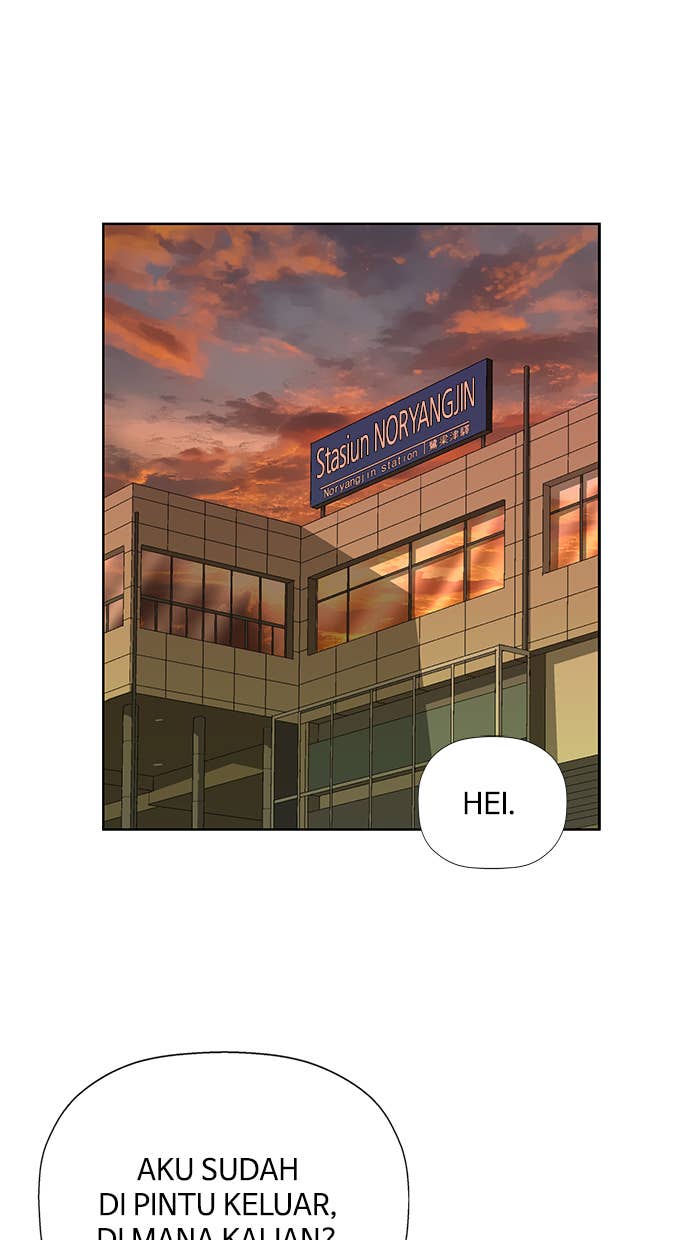 Stasiun NORYANGJIN
Noryangjin station | 鷺梁津驛
HEI.
AKU SUDAH
DI PINTU KELUAR,
DI MANA KALIAN?